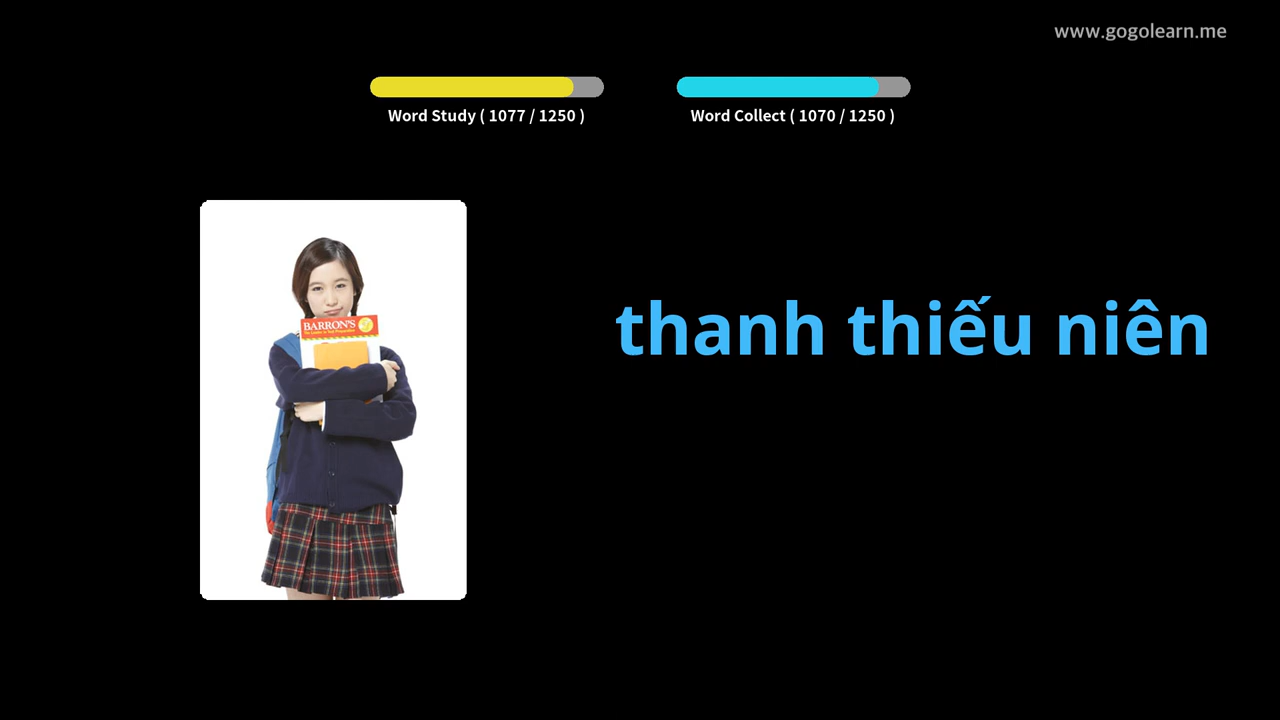 www.gogolearn.me
Word Study ( 1077 / 1250 )
Word Collect ( 1070 / 1250 )
BARRON'S
thanh thiếu niên